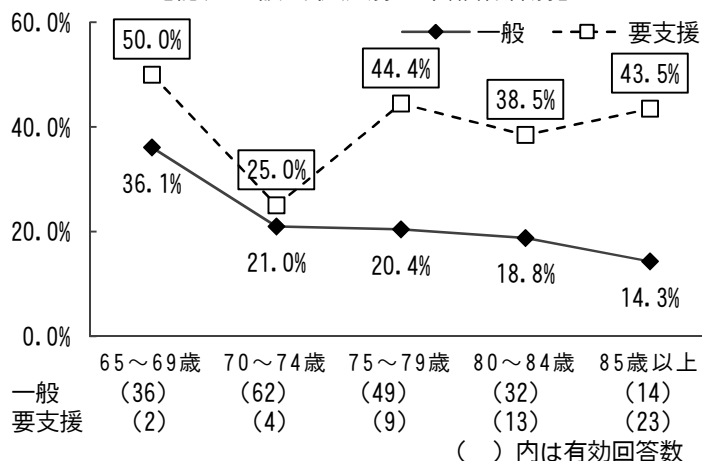 60.0%
40.0%
20.0%
0.0%
一般 要支援
50.0%
25.0%
44.4%
38.5%
43.5%
36.1%
21.0%
20.4%
18.8%
14.3%
65～69歳 70～74歳 75～79歳 80～84歳 85歳以上
一般 (36) (62) (49) (32) (14)
要支援 (2) (4) (9) (13) (23)
( )内は有効回答数